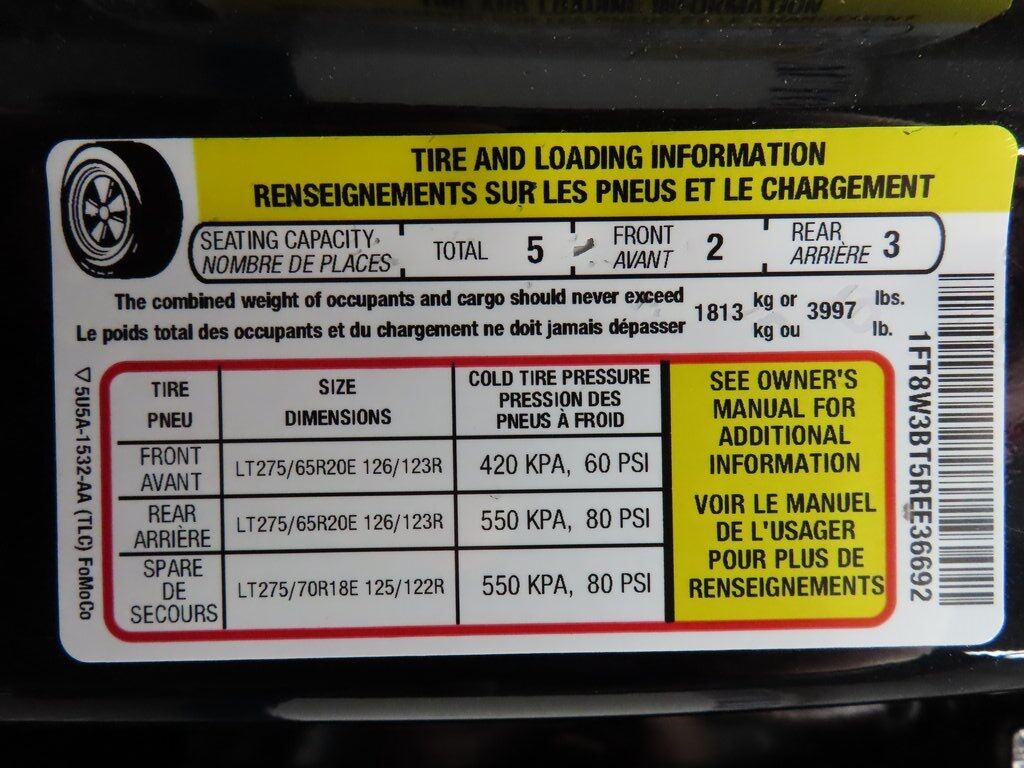 TIRE AND LOADING INFORMATION
RENSEIGNEMENTS SUR LES PNEUS ET LE CHARGEMENT
SEATING CAPACITY TOTAL 5 FRONT 2 REAR 3
NOMBRE DE PLACES AVANT ARRIÈRE
The combined weight of occupants and cargo should never exceed 1813 kg or 3997 lbs.
Le poids total des occupants et du chargement ne doit jamais dépasser kg ou lb.
TIRE SIZE COLD TIRE PRESSURE
PNEU DIMENSIONS PRESSION DES
PNEUS À FROID
FRONT LT275/65R20E 126/123R 420 KPA, 60 PSI
AVANT
REAR LT275/65R20E 126/123R 550 KPA, 80 PSI
ARRIÈRE
SPARE LT275/70R18E 125/122R 550 KPA, 80 PSI
DE
SECOURS
SEE OWNER'S
MANUAL FOR
ADDITIONAL
INFORMATION
VOIR LE MANUEL
DE L'USAGER
POUR PLUS DE
RENSEIGNEMENTS
1FT8W3BT5REE36692
5U5A-1532-AA (TLC) FoMoCo